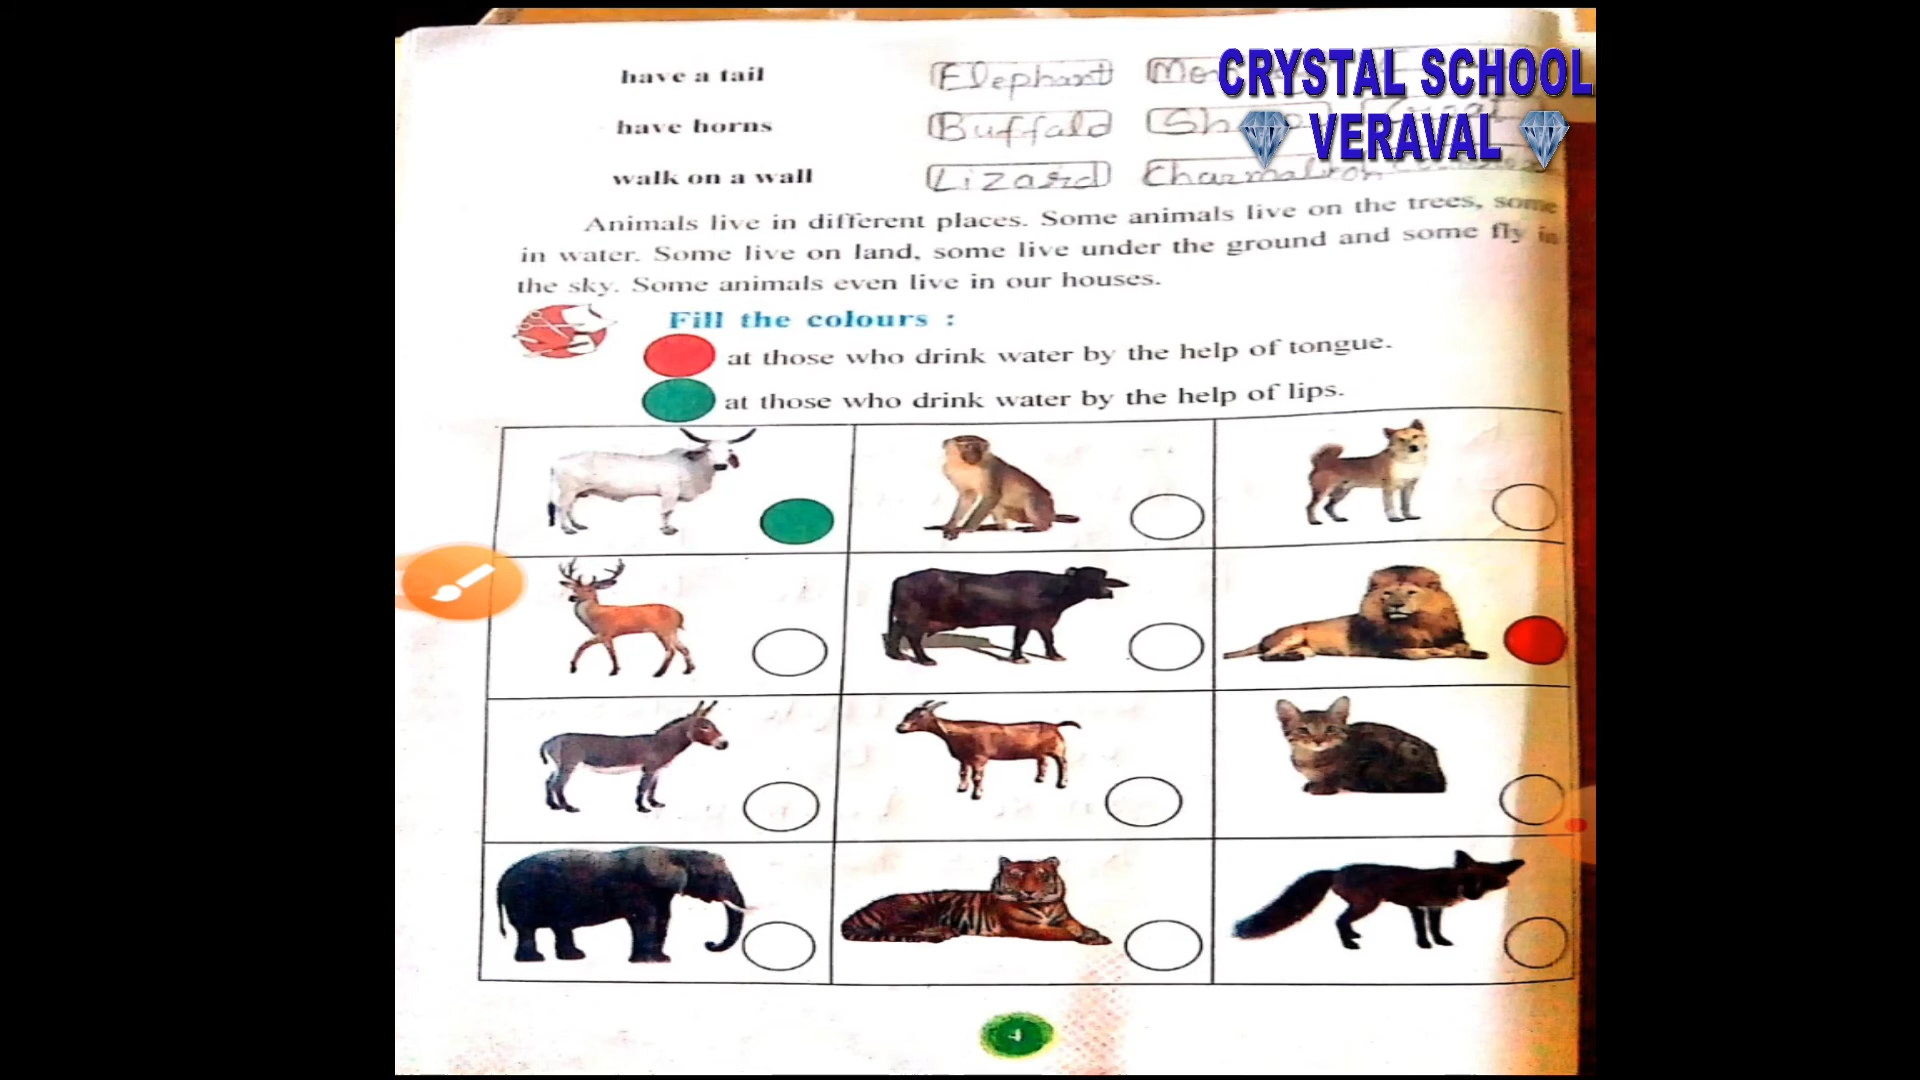 have a tail Elephant
CRYSTAL SCHOOL
have horns Buffalo
VERAVAL
walk on a wall Lizard
Animals live in different places. Some animals live on the trees, some
in water. Some live on land, some live under the ground and some fly in
the sky. Some animals even live in our houses.
Fill the colours :
at those who drink water by the help of tongue.
at those who drink water by the help of lips.
4